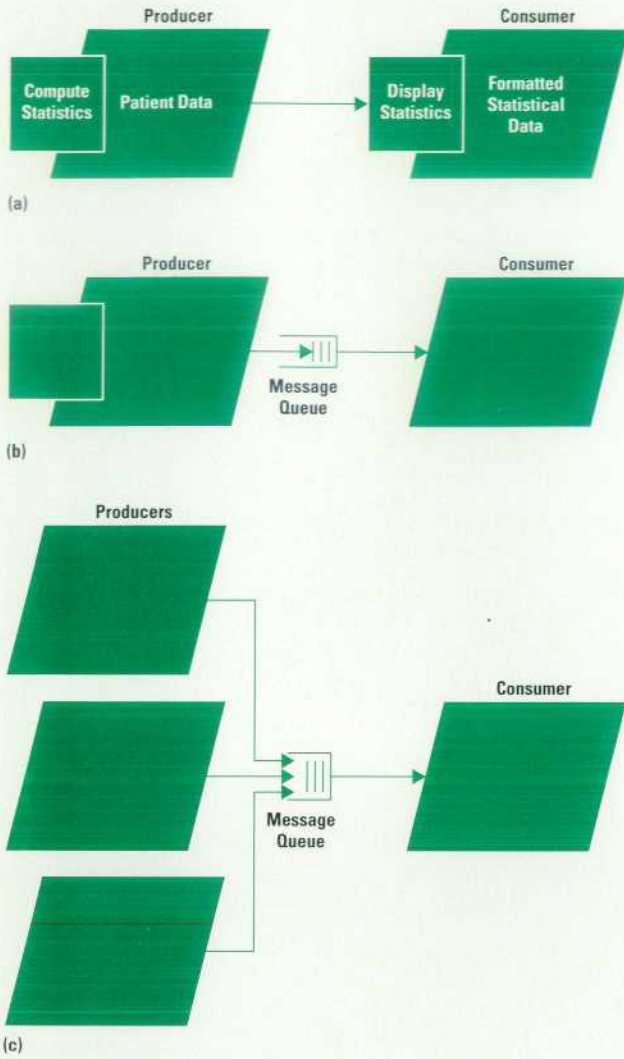 Producer
Consumer
Compute
Statistics
Patient Data
Display
Statistics
Formatted
Statistical
Data
(a)
Producer
Consumer
Message
Queue
(b)
Producers
Consumer
Message
Queue
(c)